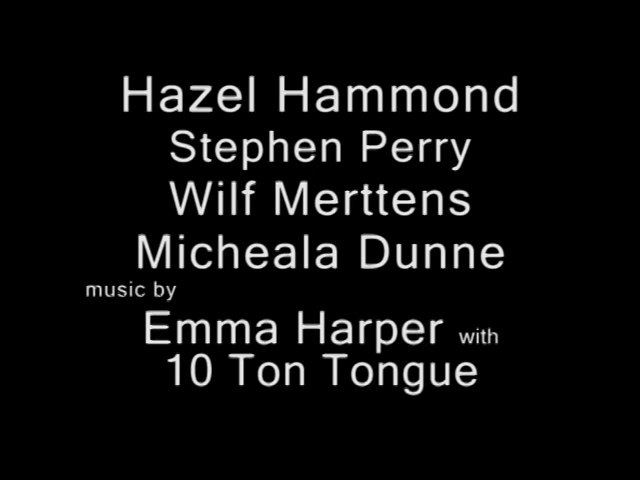 Hazel Hammond
Stephen Perry
Wilf Merttens
Micheala Dunne
music by
Emma Harper with
10 Ton Tongue